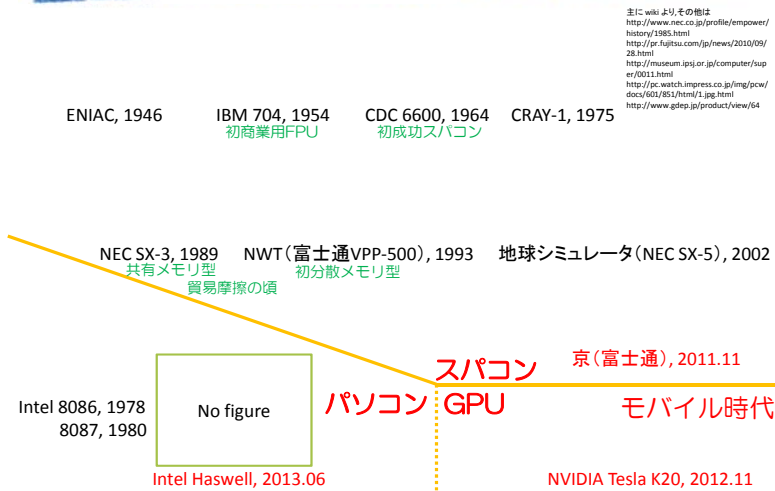 主に wiki より,その他は
http://www.nec.co.jp/profile/empower/
history/1985.html
http://pr.fujitsu.com/jp/news/2010/09/
28.html
http://museum.ipsj.or.jp/computer/sup
er/0011.html
http://pc.watch.impress.co.jp/img/pcw/
docs/601/851/html/1.jpg.html
http://www.gdep.jp/product/view/64
ENIAC, 1946
IBM 704, 1954
初商業用FPU
CDC 6600, 1964
初成功スパコン
CRAY-1, 1975
NEC SX-3, 1989
共有メモリ型
貿易摩擦の頃
NWT(富士通VPP-500), 1993
初分散メモリ型
地球シミュレータ(NEC SX-5), 2002
スパコン
京(富士通), 2011.11
パソコン
GPU
モバイル時代
Intel 8086, 1978
8087, 1980
No figure
Intel Haswell, 2013.06
NVIDIA Tesla K20, 2012.11